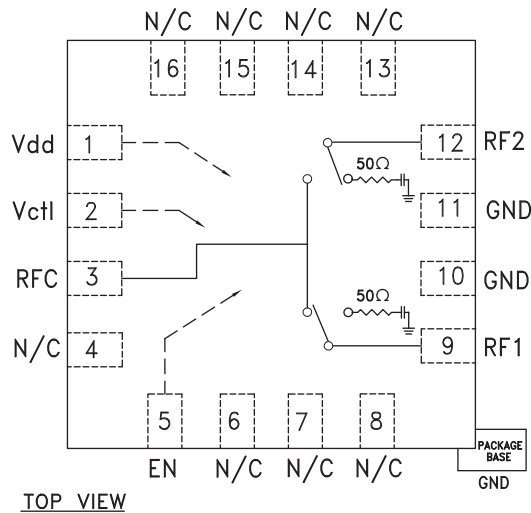 N/C N/C N/C N/C
16 15 14 13
Vdd 1 12 RF2
50Ω
Vctl 2 11 GND
RFC 3 10 GND
50Ω
N/C 4 9 RF1
5 6 7 8
EN N/C N/C N/C
PACKAGE
BASE
GND
TOP VIEW